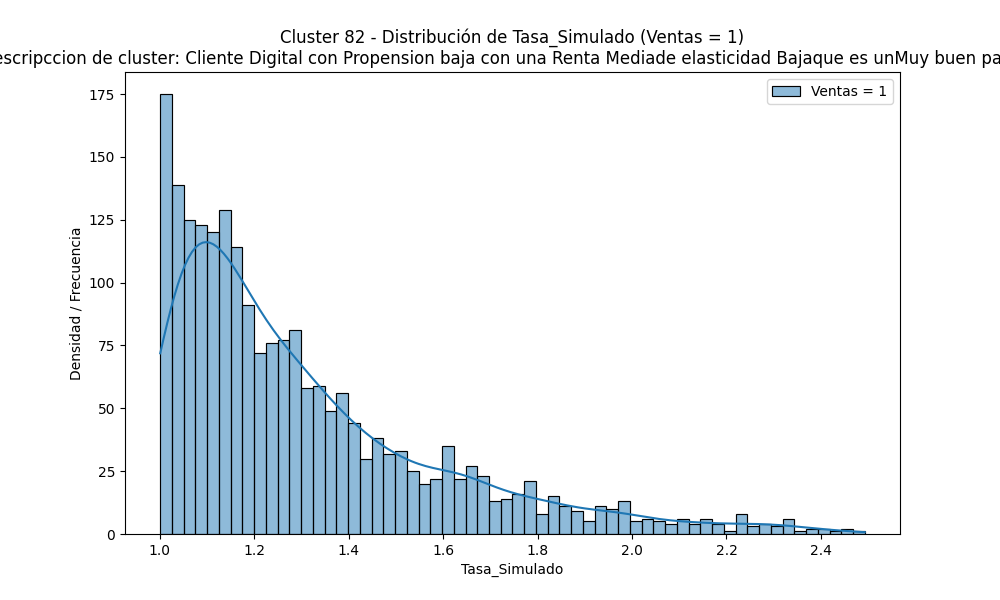 Cluster 82 - Distribución de Tasa_Simulado (Ventas = 1)
escripccion de cluster: Cliente Digital con Propension baja con una Renta Mediade elasticidad Bajaque es unMuy buen pa
Ventas = 1
Densidad / Frecuencia
175
150
125
100
75
50
25
0
1.0 1.2 1.4 1.6 1.8 2.0 2.2 2.4
Tasa_Simulado